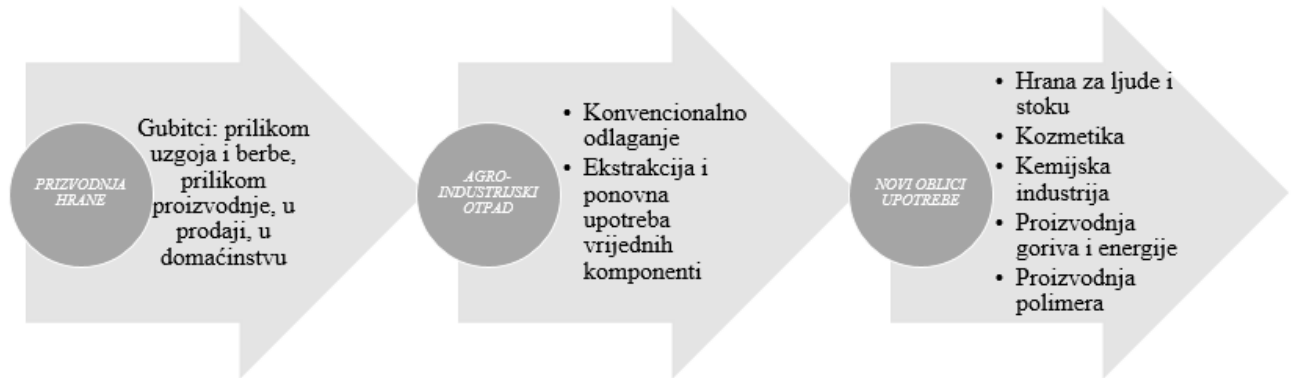 PRIZVODNJA
HRANE
Gubitci: prilikom
uzgoja i berbe,
prilikom
proizvodnje, u
prodaji, u
domaćinstvu
AGRO-
INDUSTRIJSKI
OTPAD
• Konvencionalno
odlaganje
• Ekstrakcija i
ponovna
upotreba
vrijednih
komponenti
NOVI OBLICI
UPOTREBE
• Hrana za ljude i
stoku
• Kozmetika
• Kemijska
industrija
• Proizvodnja
goriva i energije
• Proizvodnja
polimera